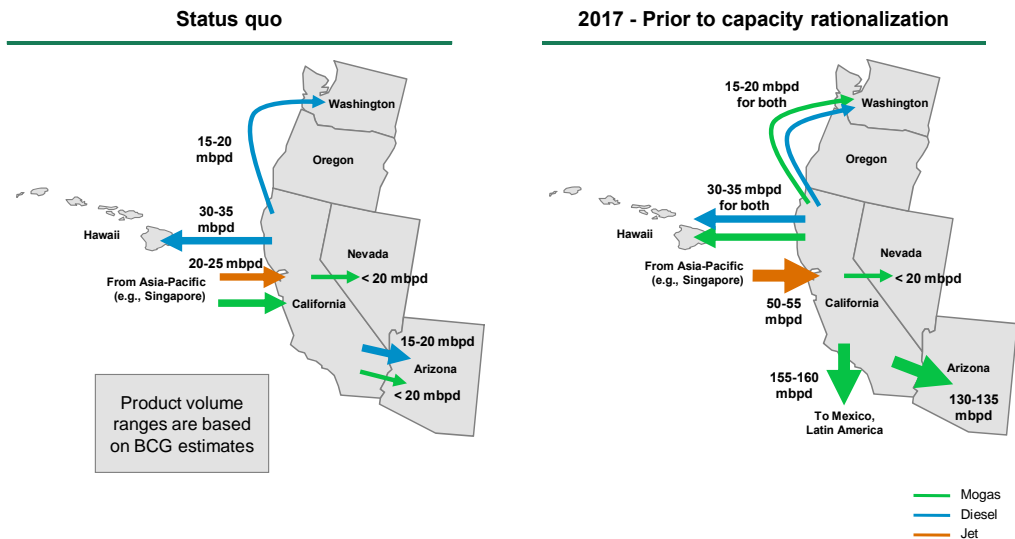 Status quo
Washington
15-20
mbpd
Oregon
30-35
mbpd
Hawaii
20-25 mbpd
Nevada
From Asia-Pacific
(e.g., Singapore)
< 20 mbpd
California
15-20 mbpd
Arizona
< 20 mbpd
Product volume
ranges are based
on BCG estimates
2017 - Prior to capacity rationalization
15-20 mbpd
for both
Washington
Oregon
30-35 mbpd
for both
Hawaii
Nevada
From Asia-Pacific
(e.g., Singapore)
< 20 mbpd
California
50-55
mbpd
155-160
mbpd
Arizona
130-135
mbpd
To Mexico,
Latin America
Mogas
Diesel
Jet